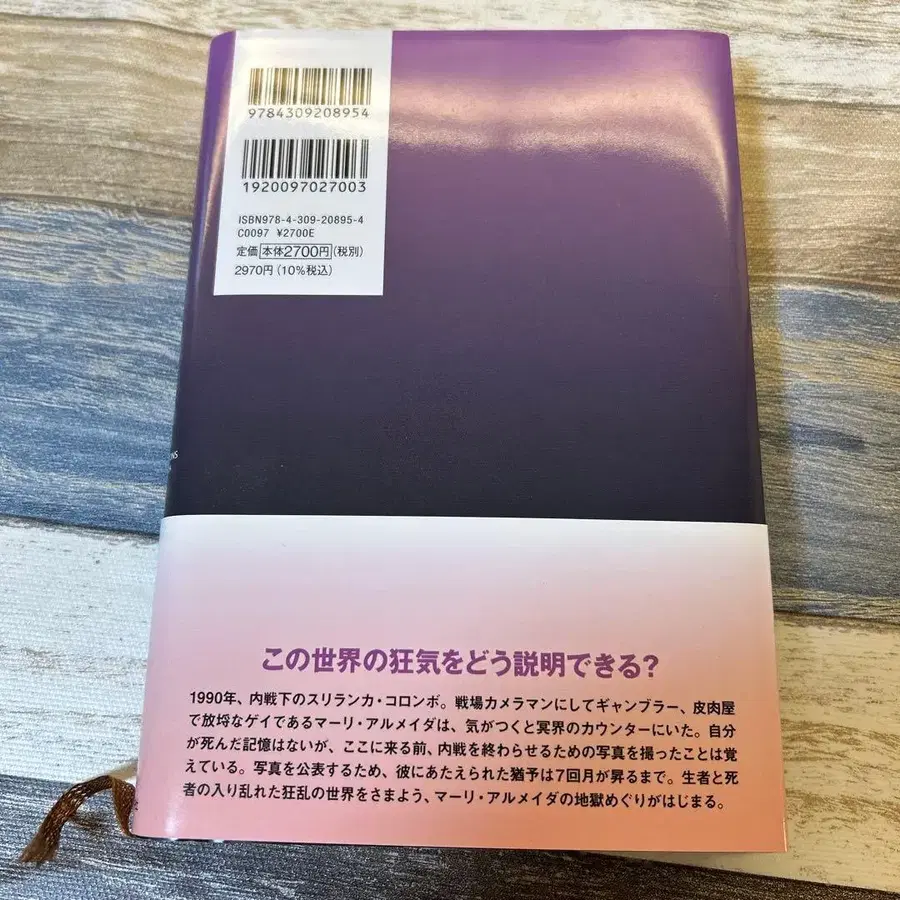 9784309208954
1920097027003
ISBN978-4-309-20895-4
C0097 ¥2700E
定価 本体2700円 (税別)
2970円 (10%税込)
この世界の狂気をどう説明できる?
1990年、内戦下のスリランカ・コロンボ。戦場カメラマンにしてギャンブラー、皮肉屋
で放埒なゲイであるマーリ・アルメイダは、気がつくと冥界のカウンターにいた。自分
が死んだ記憶はないが、ここに来る前、内戦を終わらせるための写真を撮ったことは覚
えている。写真を公表するため、彼にあたえられた猶予は7回月が昇るまで。生者と死
者の入り乱れた狂乱の世界をさまよう、マーリ・アルメイダの地獄めぐりがはじまる。